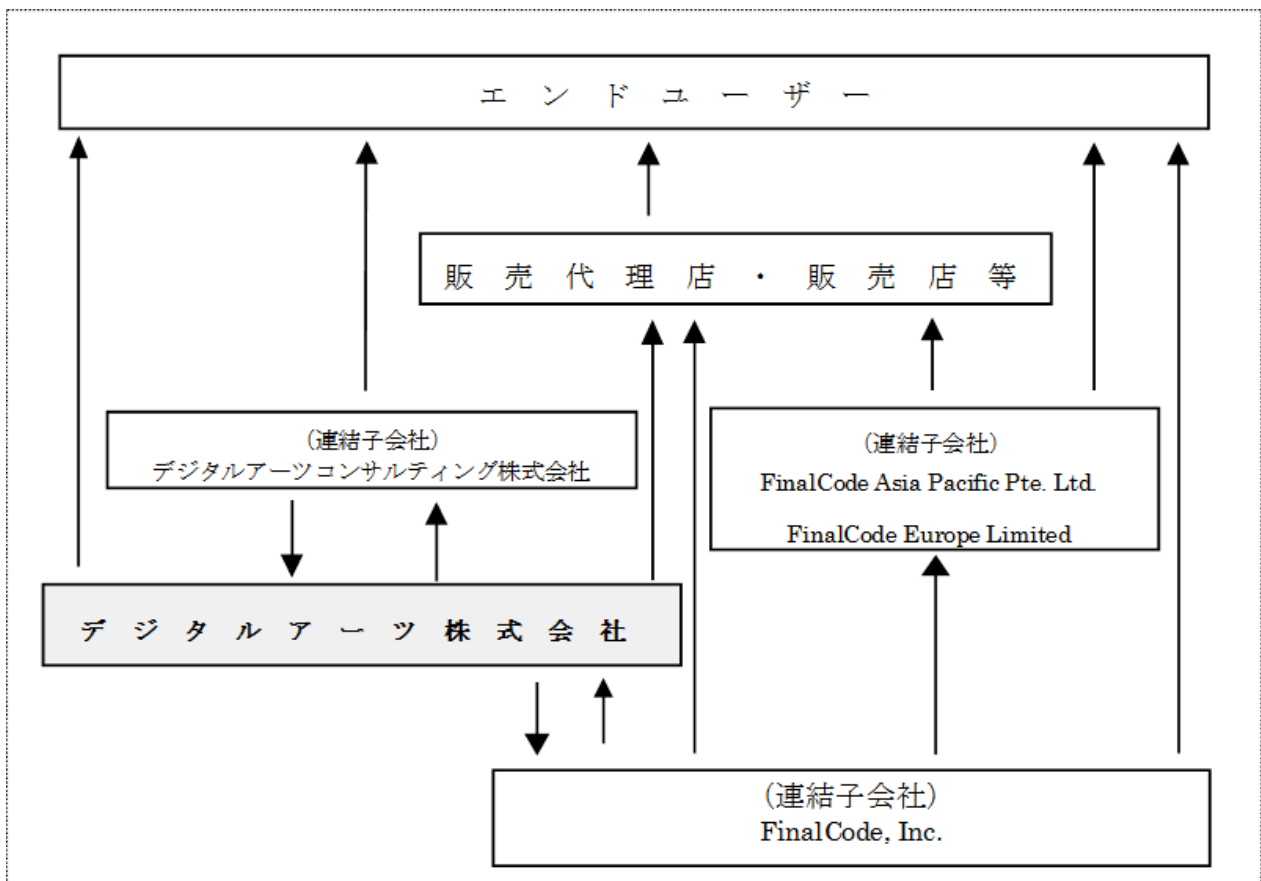 エンドユーザー
販売代理店・販売店等
(連結子会社)
デジタルアーツコンサルティング株式会社
(連結子会社)
FinalCode Asia Pacific Pte. Ltd.
FinalCode Europe Limited
デジタルアーツ株式会社
(連結子会社)
FinalCode, Inc.